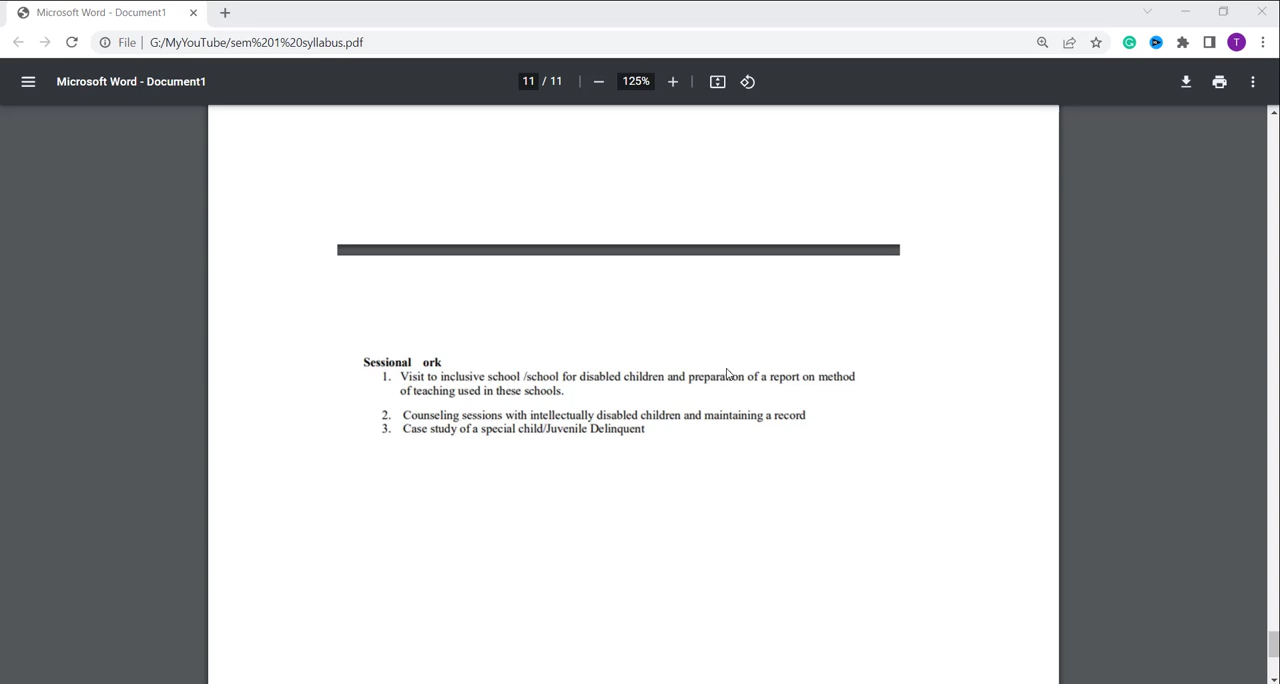 Microsoft Word - Document1
File | G:/MyYouTube/sem%201%20syllabus.pdf
T
Microsoft Word - Document1
11 / 11
125%
Sessional ork
1. Visit to inclusive school /school for disabled children and preparation of a report on method
of teaching used in these schools.
2. Counseling sessions with intellectually disabled children and maintaining a record
3. Case study of a special child/Juvenile Delinquent